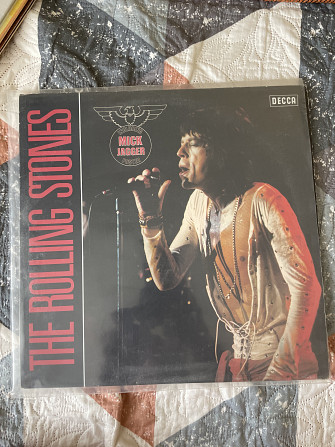 DECCA
MICK
JAGGER
THE ROLLING STONES